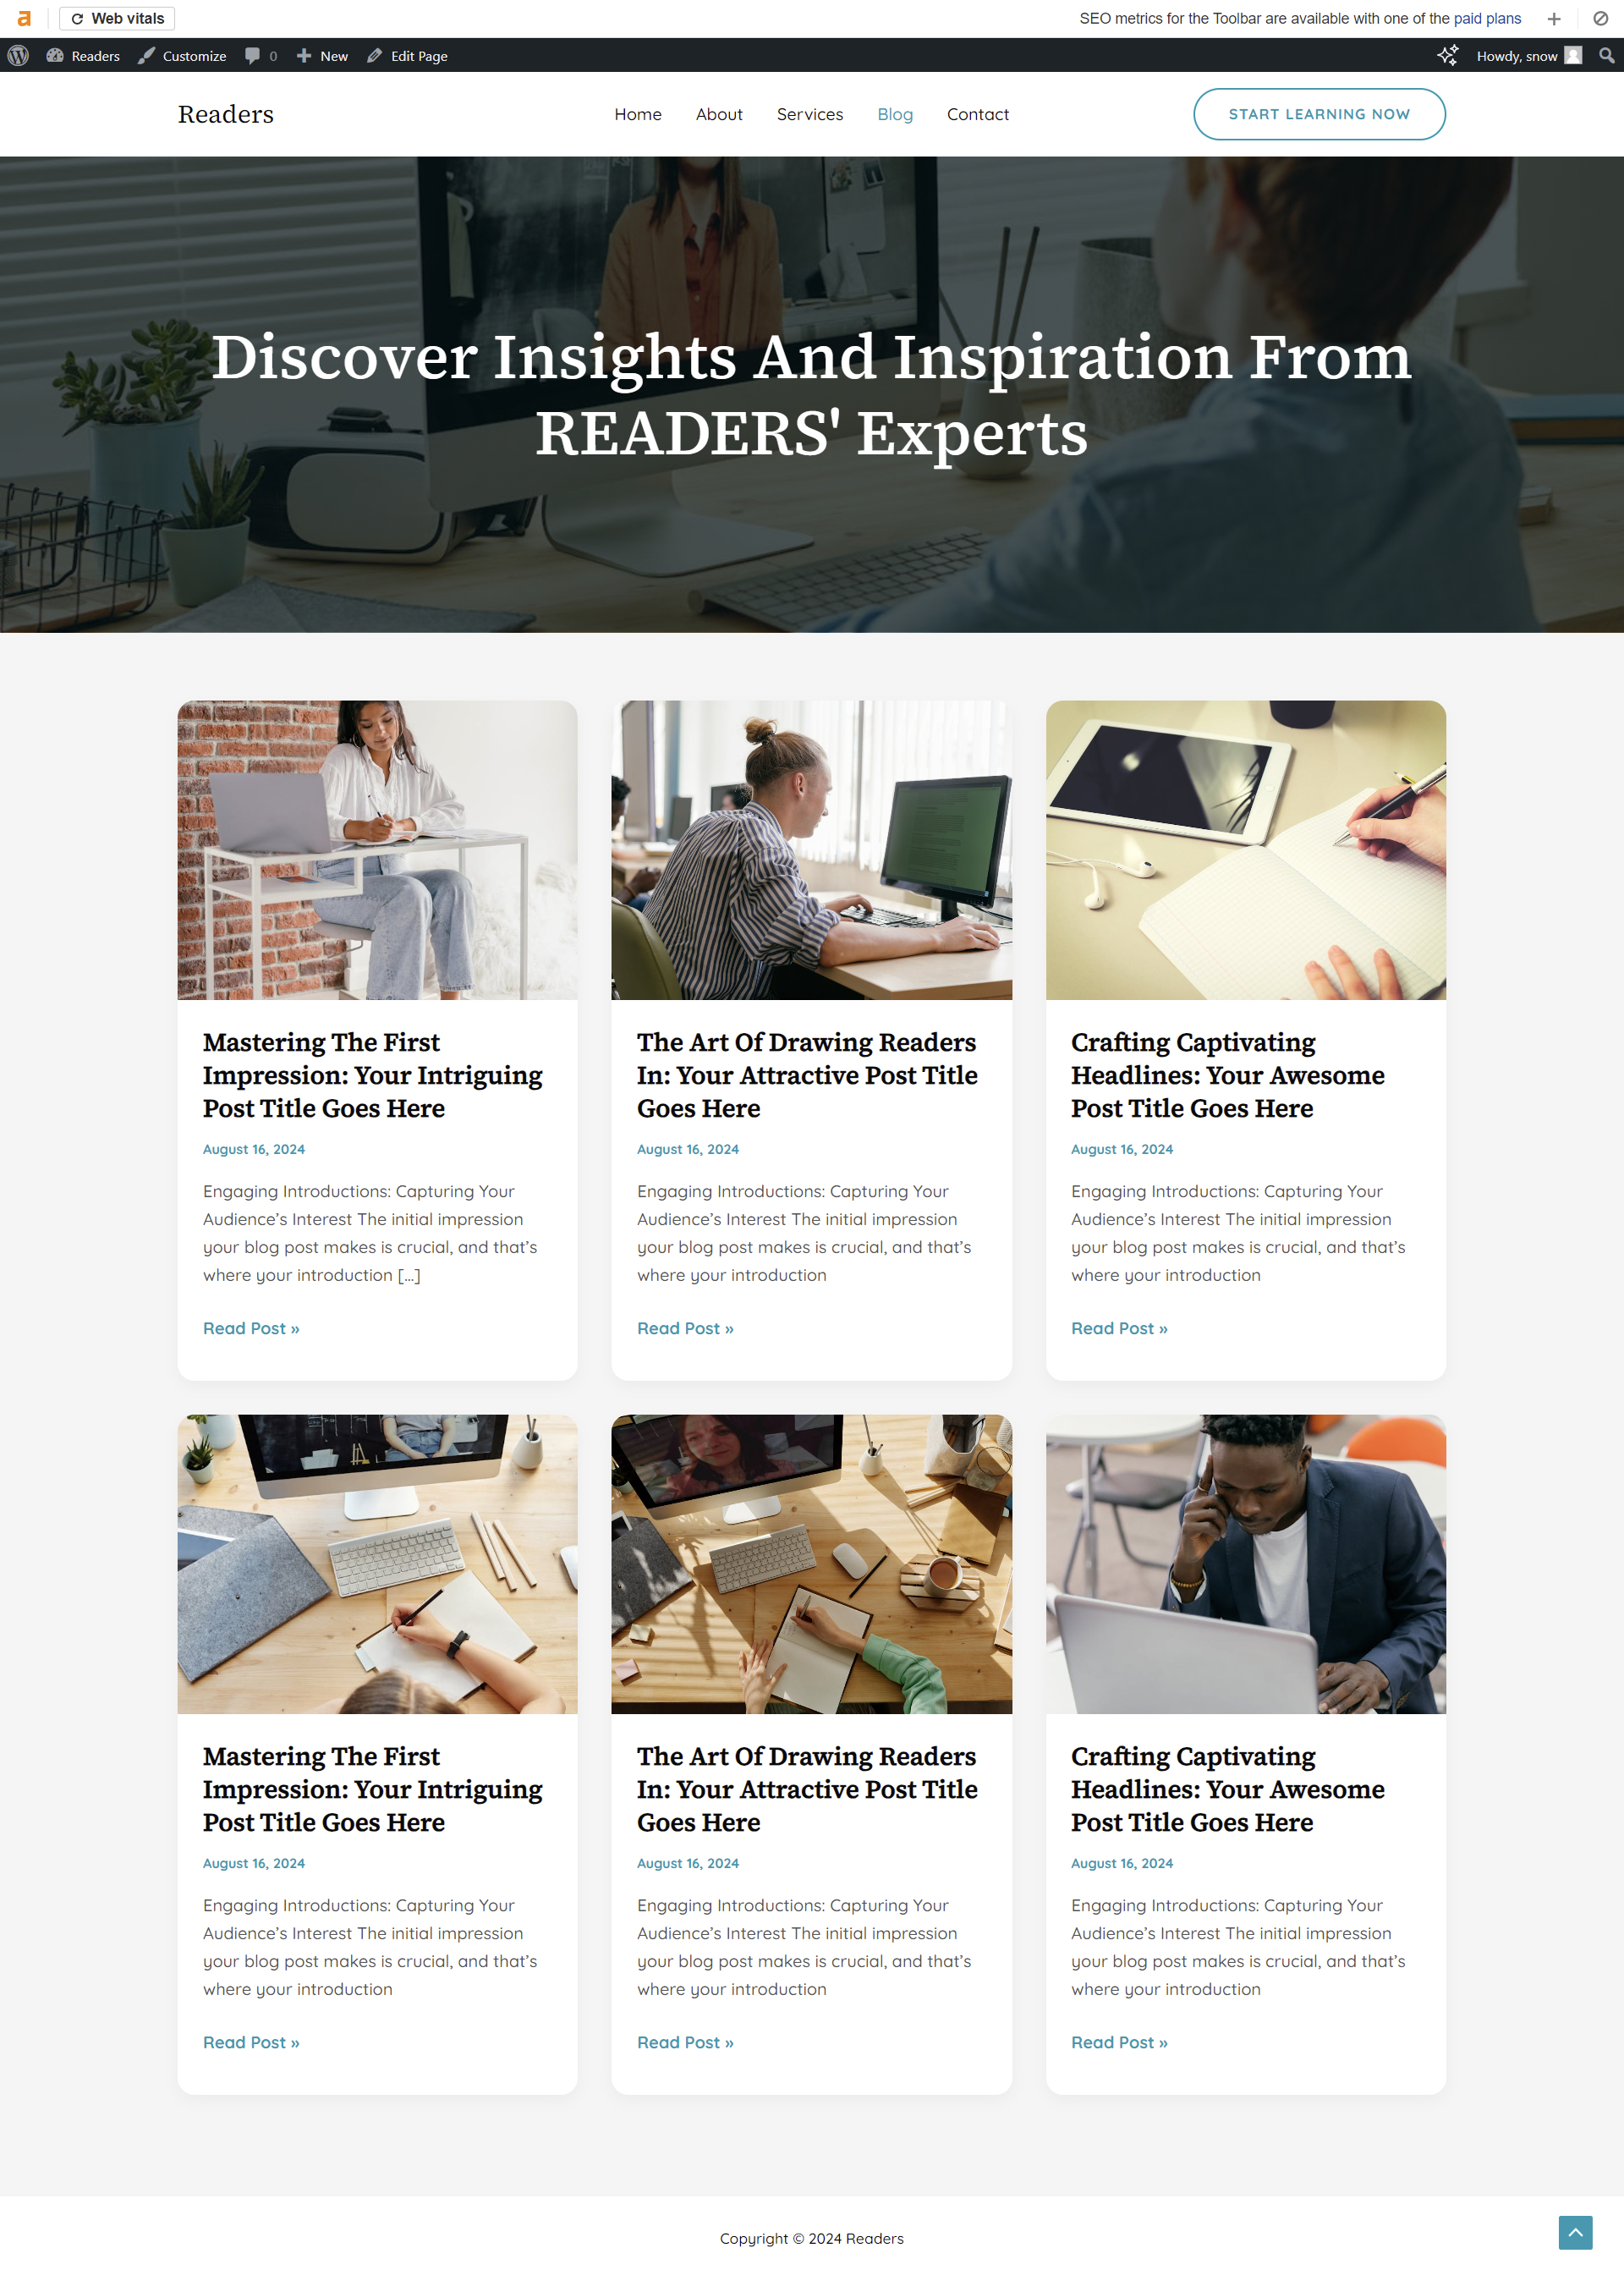 a Web vitals SEO metrics for the Toolbar are available with one of the paid plans
Readers Customize 0 New Edit Page Howdy, snow
Readers Home About Services Blog Contact START LEARNING NOW
Discover Insights And Inspiration From
READERS' Experts
Mastering The First
Impression: Your Intriguing
Post Title Goes Here
August 16, 2024
Engaging Introductions: Capturing Your
Audience’s Interest The initial impression
your blog post makes is crucial, and that’s
where your introduction […]
Read Post »
The Art Of Drawing Readers
In: Your Attractive Post Title
Goes Here
August 16, 2024
Engaging Introductions: Capturing Your
Audience’s Interest The initial impression
your blog post makes is crucial, and that’s
where your introduction
Read Post »
Crafting Captivating
Headlines: Your Awesome
Post Title Goes Here
August 16, 2024
Engaging Introductions: Capturing Your
Audience’s Interest The initial impression
your blog post makes is crucial, and that’s
where your introduction
Read Post »
Mastering The First
Impression: Your Intriguing
Post Title Goes Here
August 16, 2024
Engaging Introductions: Capturing Your
Audience’s Interest The initial impression
your blog post makes is crucial, and that’s
where your introduction
Read Post »
The Art Of Drawing Readers
In: Your Attractive Post Title
Goes Here
August 16, 2024
Engaging Introductions: Capturing Your
Audience’s Interest The initial impression
your blog post makes is crucial, and that’s
where your introduction
Read Post »
Crafting Captivating
Headlines: Your Awesome
Post Title Goes Here
August 16, 2024
Engaging Introductions: Capturing Your
Audience’s Interest The initial impression
your blog post makes is crucial, and that’s
where your introduction
Read Post »
Copyright © 2024 Readers